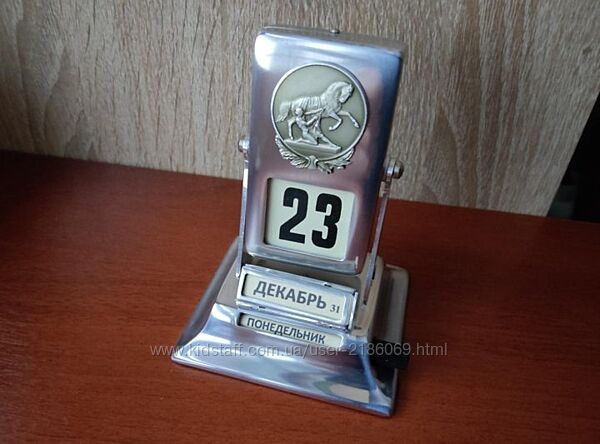 23
ДЕКАБРЬ 31
ПОНЕДЕЛЬНИК
www.kidstaff.com.ua/user-2186069.html